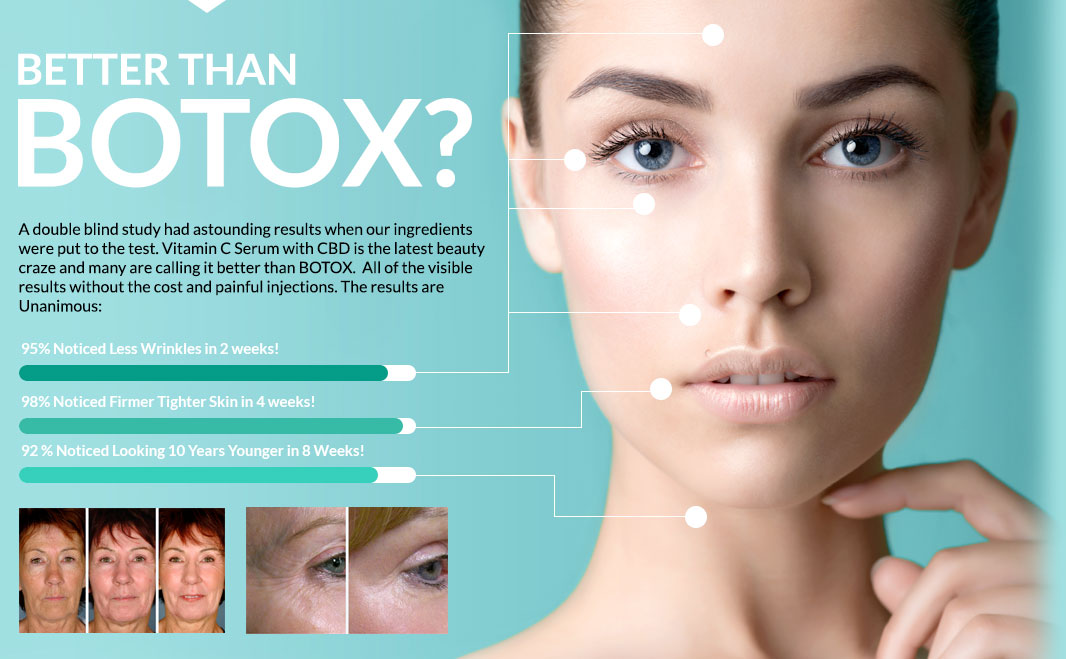 BETTER THAN
BOTOX?
A double blind study had astounding results when our ingredients
were put to the test. Vitamin C Serum with CBD is the latest beauty
craze and many are calling it better than BOTOX.  All of the visible
results without the cost and painful injections. The results are
Unanimous:
95% Noticed Less Wrinkles in 2 weeks!
98% Noticed Firmer Tighter Skin in 4 weeks!
92 % Noticed Looking 10 Years Younger in 8 Weeks!